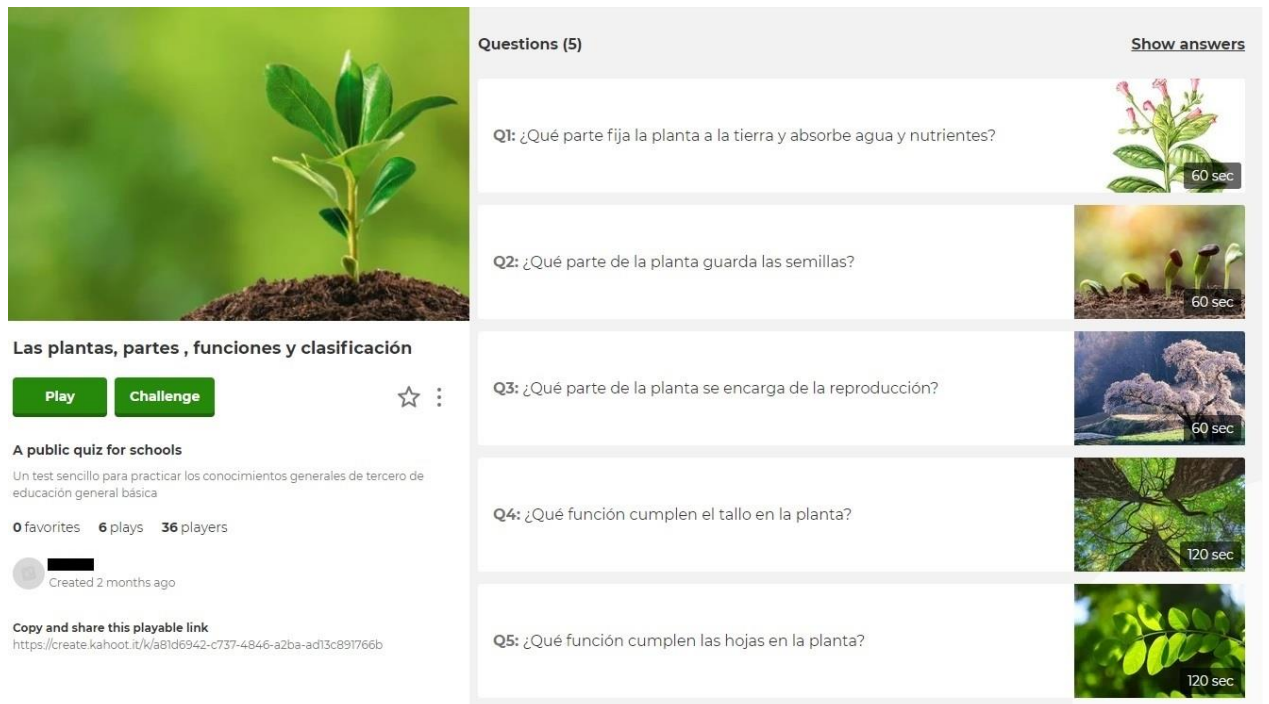 Las plantas, partes , funciones y clasificación
Play
Challenge
A public quiz for schools
Un test sencillo para practicar los conocimientos generales de tercero de
educación general básica
0 favorites 6 plays 36 players
Created 2 months ago
Copy and share this playable link
https://create.kahoot.it/k/a81d6942-c737-4846-a2ba-ad13c891766b
Questions (5)
Show answers
Q1: ¿Qué parte fija la planta a la tierra y absorbe agua y nutrientes?
60 sec
Q2: ¿Qué parte de la planta guarda las semillas?
60 sec
Q3: ¿Qué parte de la planta se encarga de la reproducción?
60 sec
Q4: ¿Qué función cumplen el tallo en la planta?
120 sec
Q5: ¿Qué función cumplen las hojas en la planta?
120 sec